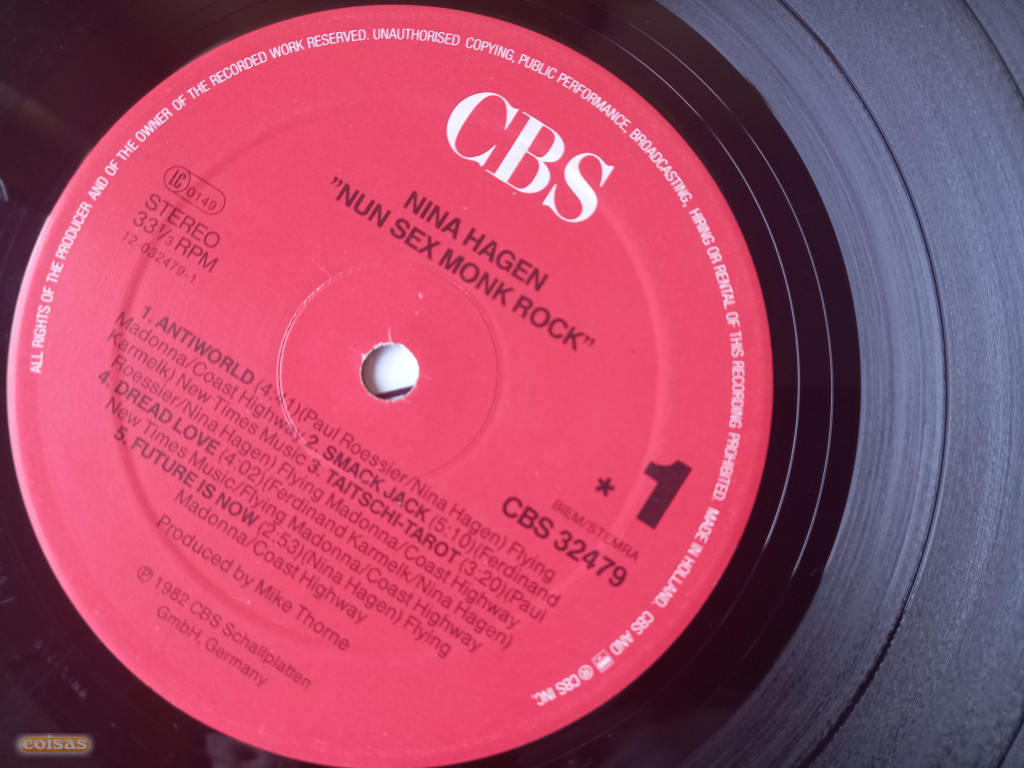 ALL RIGHTS OF THE PRODUCER AND OF THE OWNER OF THE RECORDED WORK RESERVED. UNAUTHORISED COPYING, PUBLIC PERFORMANCE, BROADCASTING, HIRING OR RENTAL OF THIS RECORDING PROHIBITED. MADE IN HOLLAND. CBS AND ® CBS INC.
CBS
NINA HAGEN
"NUN SEX MONK ROCK"
LC 0149
STEREO
33 1/3 RPM
12-032479-1
1. ANTIWORLD (4:41)(Paul Roessler/Nina Hagen) Flying
Madonna/Coast Highway 2. SMACK JACK (5:10)(Ferdinand
Karmelk) New Times Music 3. TAITSCHI-TAROT (3:20)(Paul
Roessler/Nina Hagen) Flying Madonna/Coast Highway
4. DREAD LOVE (4:02)(Ferdinand Karmelk/Nina Hagen)
New Times Music/Flying Madonna/Coast Highway
5. FUTURE IS NOW (2:53)(Nina Hagen) Flying
Madonna/Coast Highway
Produced by Mike Thorne
℗ 1982 CBS Schallplatten
GmbH, Germany
* 1
BIEM/STEMRA
CBS 32479
coisas